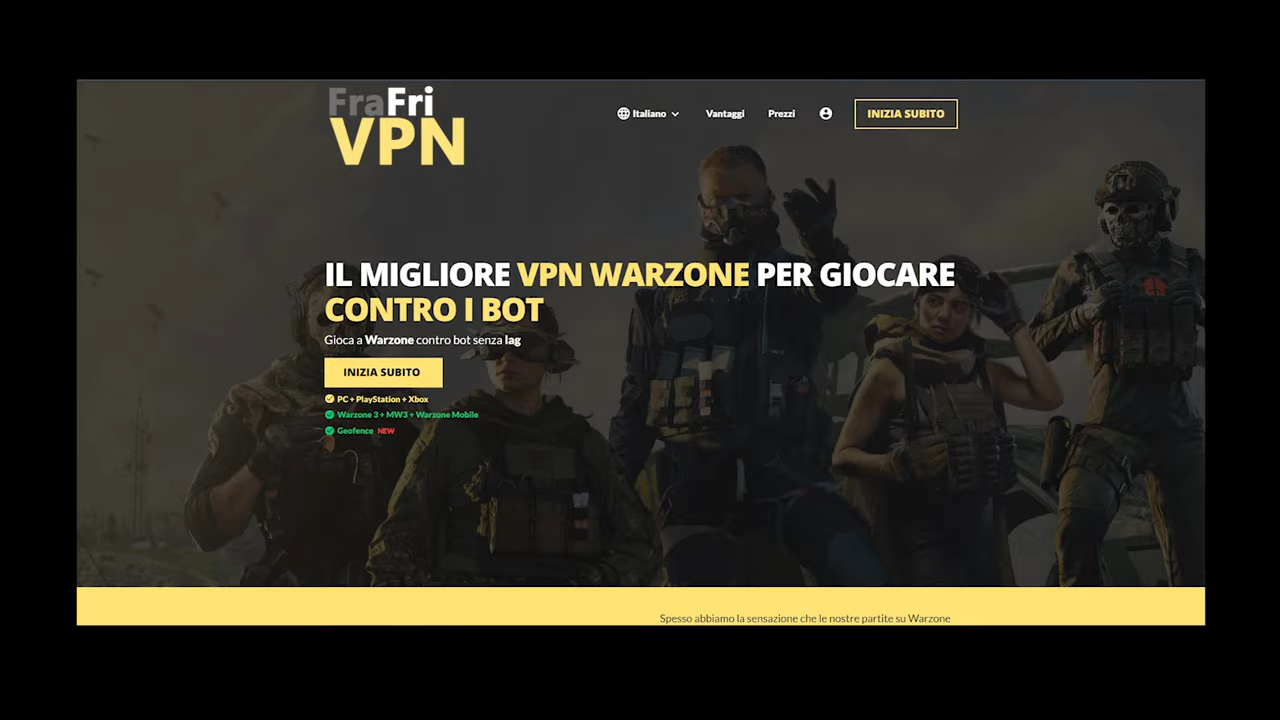 FraFri
VPN
Italiano
Vantaggi
Prezzi
INIZIA SUBITO
IL MIGLIORE VPN WARZONE PER GIOCARE
CONTRO I BOT
Gioca a Warzone contro bot senza lag
INIZIA SUBITO
PC + PlayStation + Xbox
Warzone 3 + MW3 + Warzone Mobile
Geofence NEW
Spesso abbiamo la sensazione che le nostre partite su Warzone